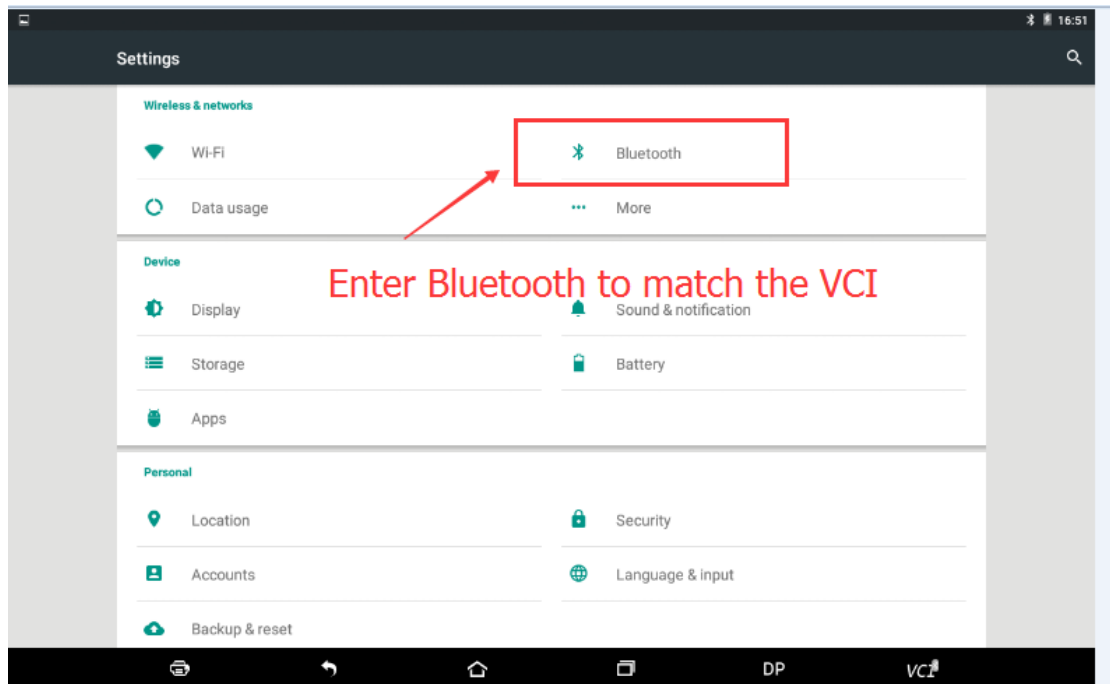 16:51
Settings
Wireless & networks
Wi-Fi
Bluetooth
Data usage
More
Device
Enter Bluetooth to match the VCI
Display
Sound & notification
Storage
Battery
Apps
Personal
Location
Security
Accounts
Language & input
Backup & reset
DP
VCI